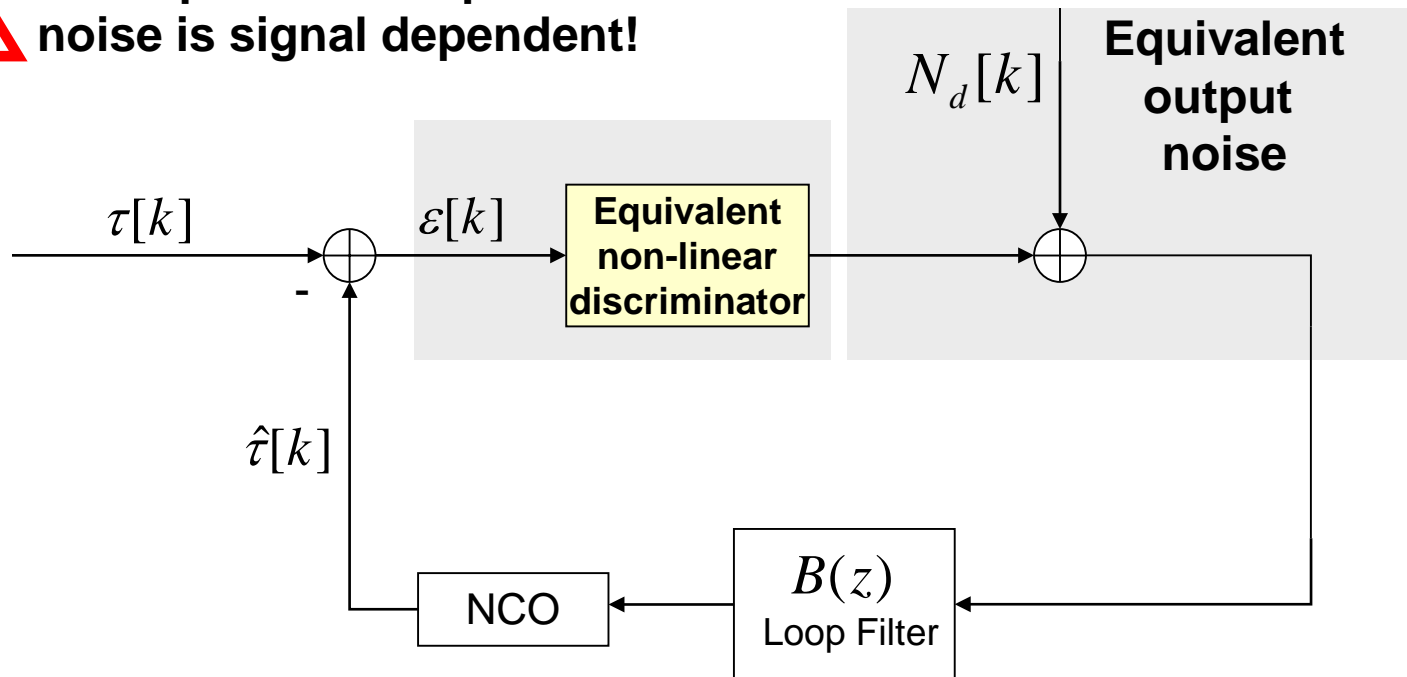 noise is signal dependent!
Equivalent
output
noise
N_d[k]
τ[k]
ε[k]
Equivalent
non-linear
discriminator
-
τ̂[k]
NCO
B(z)
Loop Filter